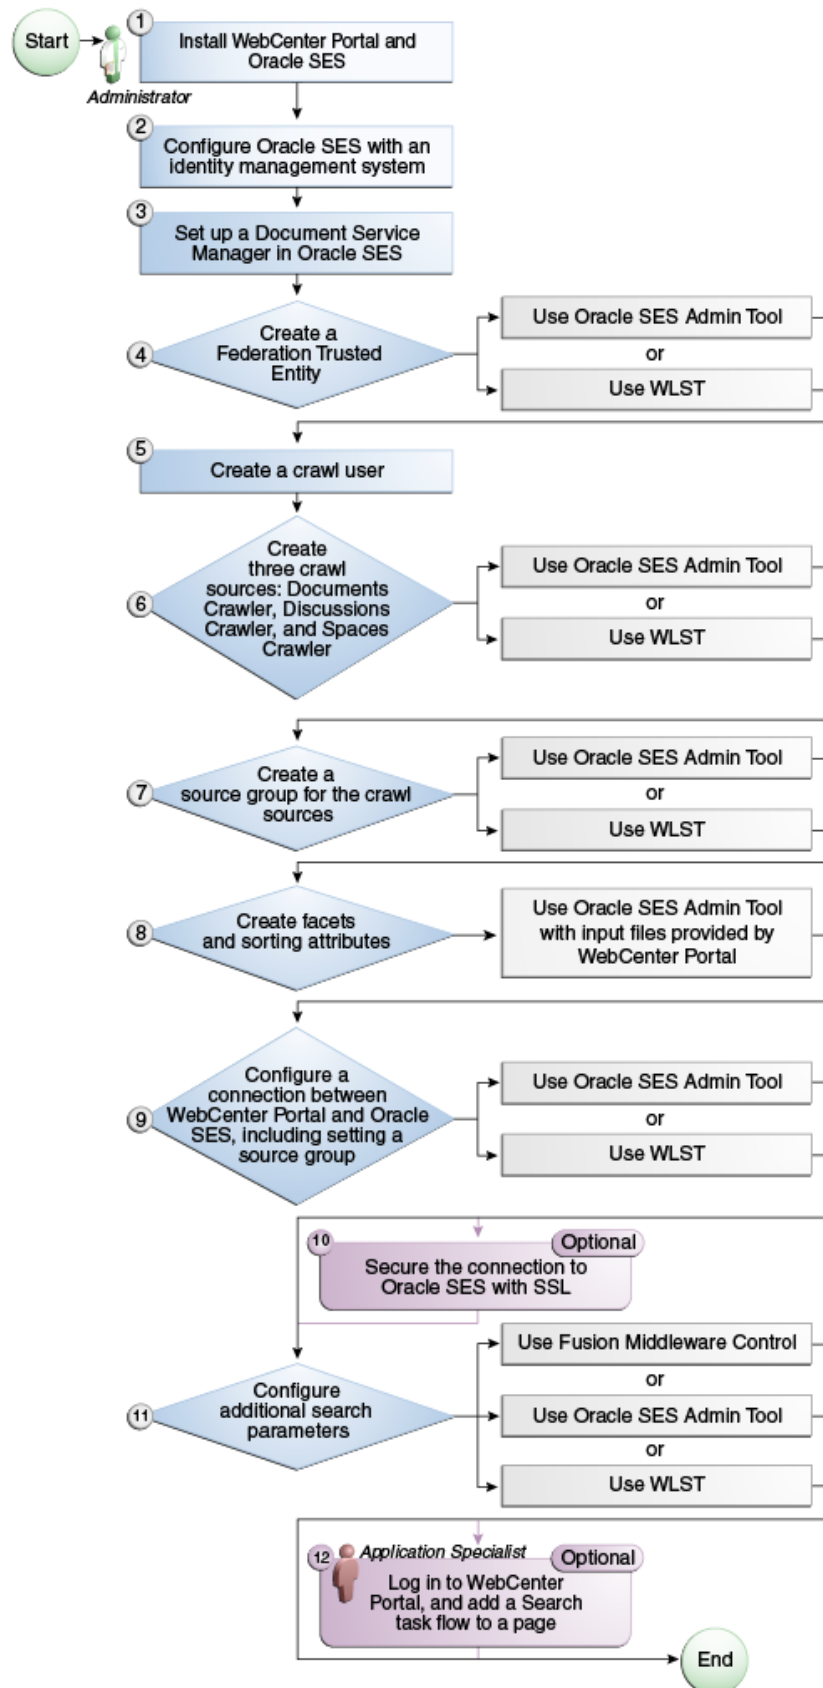 Start
Administrator
1
Install WebCenter Portal and
Oracle SES
2
Configure Oracle SES with an
identity management system
3
Set up a Document Service
Manager in Oracle SES
4
Create a
Federation Trusted
Entity
Use Oracle SES Admin Tool
or
Use WLST
5
Create a crawl user
6
Create
three crawl
sources: Documents
Crawler, Discussions
Crawler, and Spaces
Crawler
Use Oracle SES Admin Tool
or
Use WLST
7
Create a
source group for the crawl
sources
Use Oracle SES Admin Tool
or
Use WLST
8
Create facets
and sorting attributes
Use Oracle SES Admin Tool
with input files provided by
WebCenter Portal
9
Configure a
connection between
WebCenter Portal and Oracle
SES, including setting a
source group
Use Oracle SES Admin Tool
or
Use WLST
10
Optional
Secure the connection to
Oracle SES with SSL
11
Configure
additional search
parameters
Use Fusion Middleware Control
or
Use Oracle SES Admin Tool
or
Use WLST
12
Application Specialist
Optional
Log in to WebCenter
Portal, and add a Search
task flow to a page
End